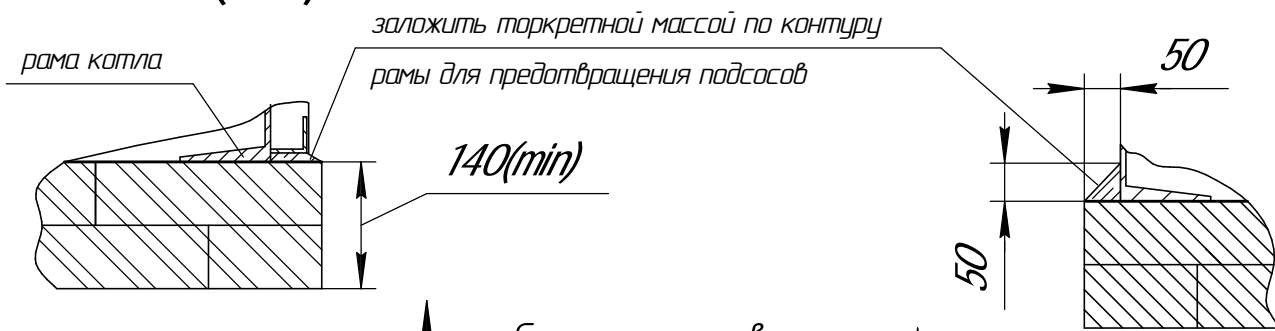 заложить торкретной массой по контуру
рама котла
50
рамы для предотвращения подсосов
140(min)
50